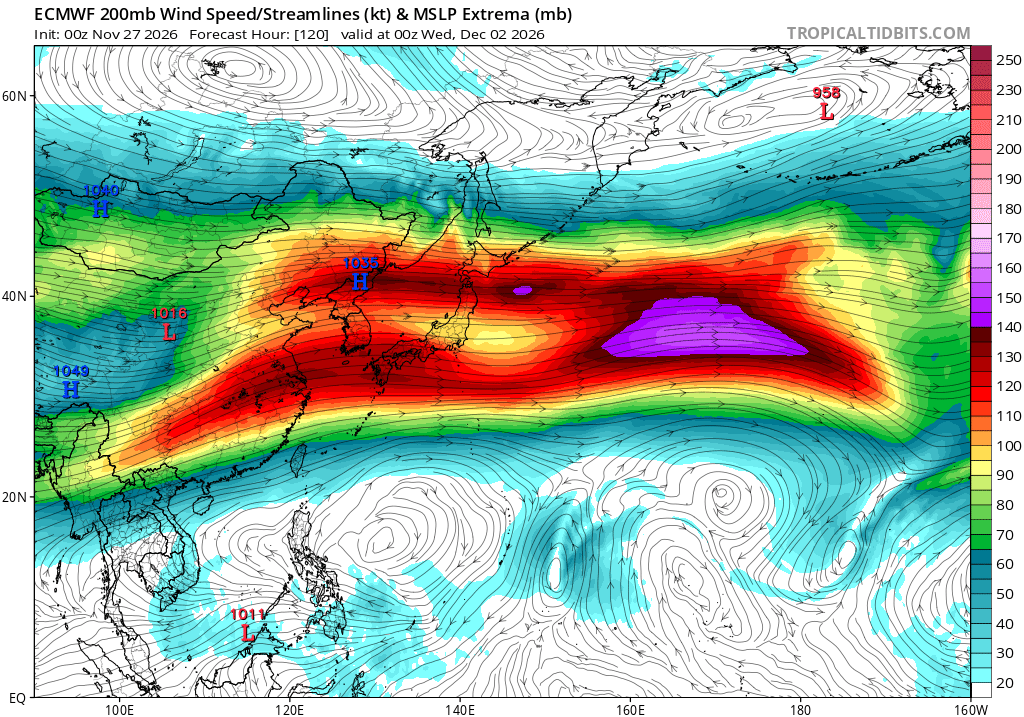 ECMWF 200mb Wind Speed/Streamlines (kt) & MSLP Extrema (mb)
Init: 00z Nov 27 2026 Forecast Hour: [120] valid at 00z Wed, Dec 02 2026
TROPICALTIDBITS.COM
60N
40N
20N
EQ
100E
120E
140E
160E
180
160W
958
L
1040
H
1035
H
1016
L
1049
H
1011
L
250
230
210
200
190
180
170
160
150
140
130
120
110
100
90
80
70
60
50
40
30
20